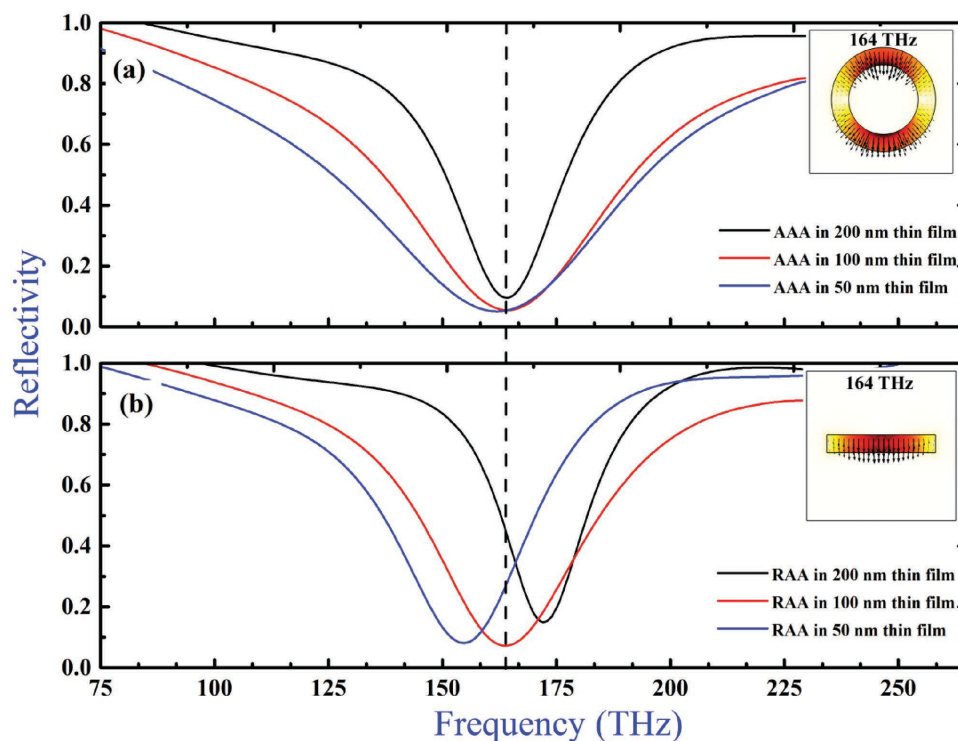 1.0
0.8
0.6
0.4
0.2
0.0
(a)
164 THz
AAA in 200 nm thin film
AAA in 100 nm thin film.
AAA in 50 nm thin film
Reflectivity
1.0
0.8
0.6
0.4
0.2
0.0
(b)
164 THz
RAA in 200 nm thin film
RAA in 100 nm thin film.
RAA in 50 nm thin film
75 100 125 150 175 200 225 250
Frequency (THz)